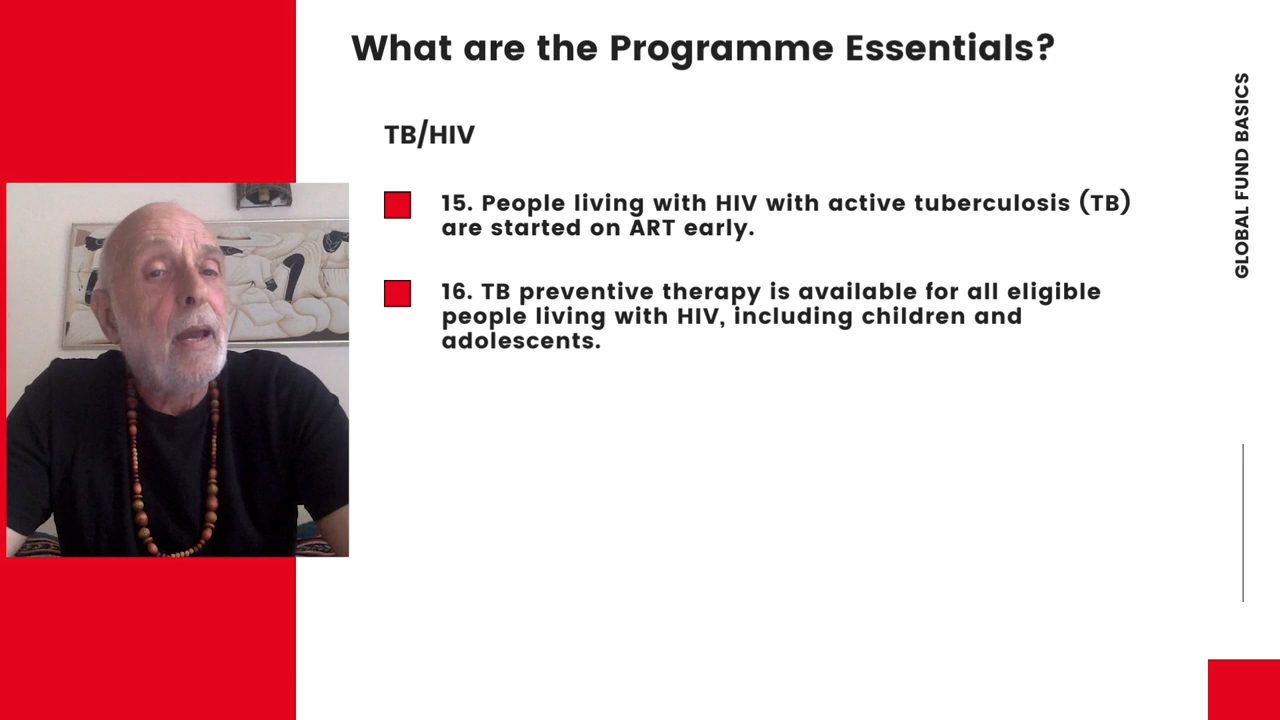 What are the Programme Essentials?
TB/HIV
15. People living with HIV with active tuberculosis (TB)
are started on ART early.
16. TB preventive therapy is available for all eligible
people living with HIV, including children and
adolescents.
GLOBAL FUND BASICS